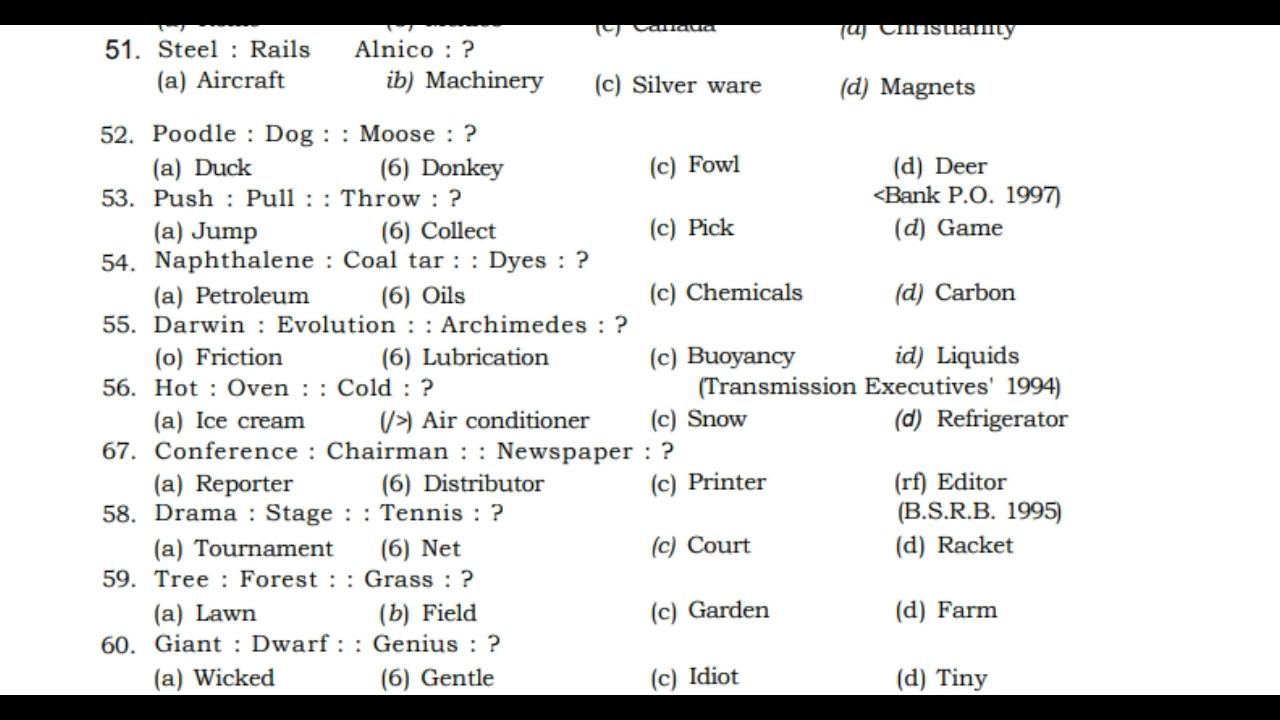 (c) Canada (d) Christianity
51. Steel : Rails Alnico : ?
(a) Aircraft ib) Machinery (c) Silver ware (d) Magnets
52. Poodle : Dog : : Moose : ?
(a) Duck (6) Donkey (c) Fowl (d) Deer
53. Push : Pull : : Throw : ? <Bank P.O. 1997)
(a) Jump (6) Collect (c) Pick (d) Game
54. Naphthalene : Coal tar : : Dyes : ?
(a) Petroleum (6) Oils (c) Chemicals (d) Carbon
55. Darwin : Evolution : : Archimedes : ?
(o) Friction (6) Lubrication (c) Buoyancy id) Liquids
56. Hot : Oven : : Cold : ? (Transmission Executives' 1994)
(a) Ice cream (/>) Air conditioner (c) Snow (d) Refrigerator
67. Conference : Chairman : : Newspaper : ?
(a) Reporter (6) Distributor (c) Printer (rf) Editor
58. Drama : Stage : : Tennis : ? (B.S.R.B. 1995)
(a) Tournament (6) Net (c) Court (d) Racket
59. Tree : Forest : : Grass : ?
(a) Lawn (b) Field (c) Garden (d) Farm
60. Giant : Dwarf : : Genius : ?
(a) Wicked (6) Gentle (c) Idiot (d) Tiny